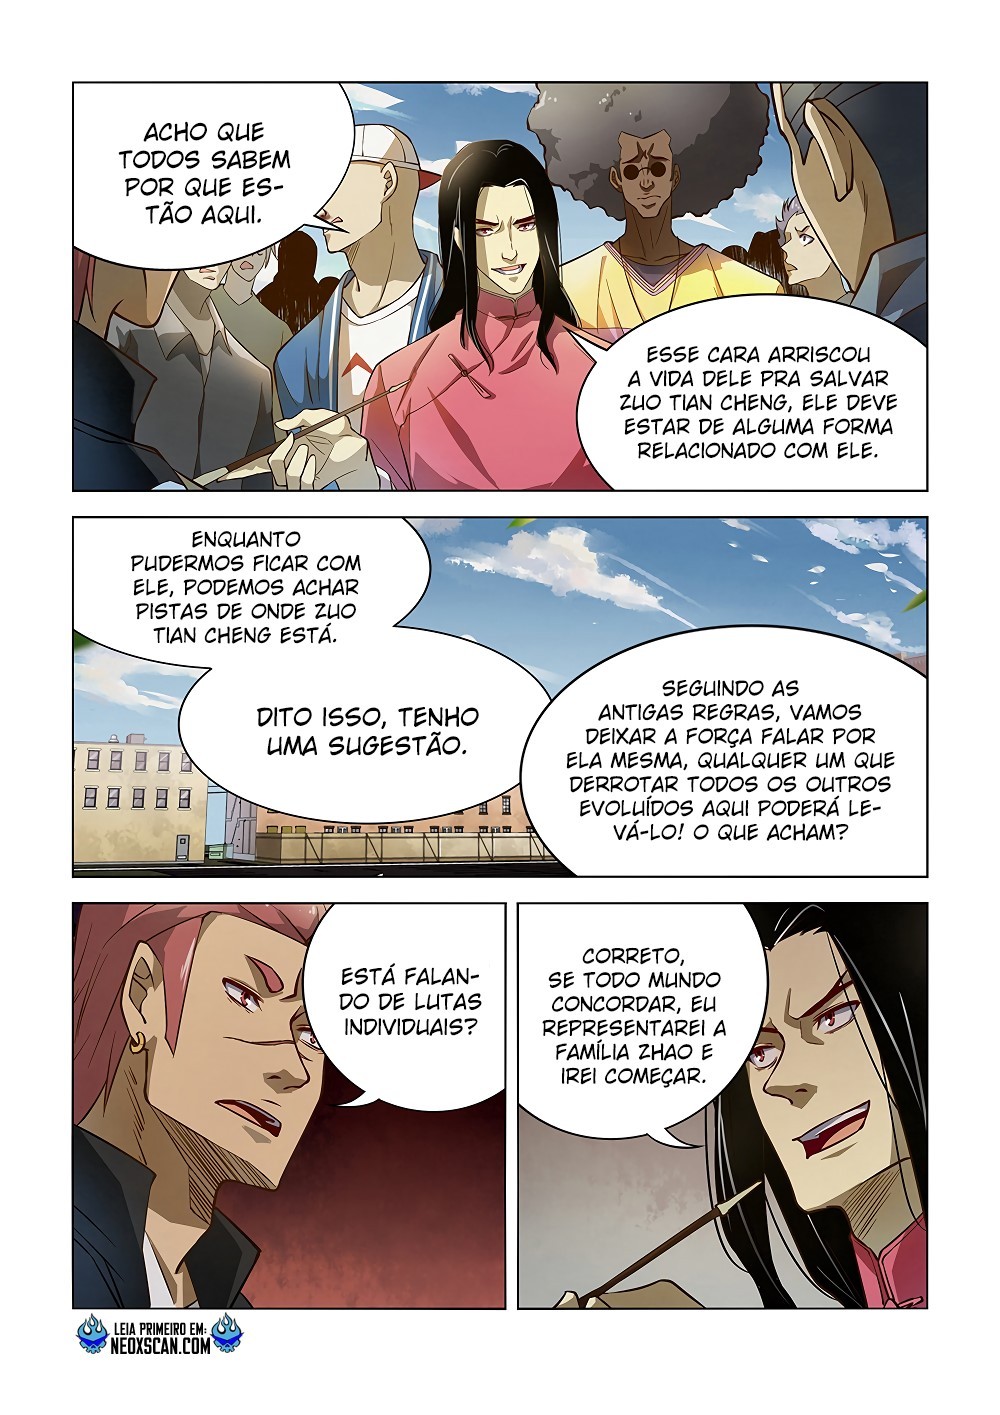 ACHO QUE
TODOS SABEM
POR QUE ES-
TÃO AQUI.
ESSE CARA ARRISCOU
A VIDA DELE PRA SALVAR
ZUO TIAN CHENG, ELE DEVE
ESTAR DE ALGUMA FORMA
RELACIONADO COM ELE.
ENQUANTO
PUDERMOS FICAR COM
ELE, PODEMOS ACHAR
PISTAS DE ONDE ZUO
TIAN CHENG ESTÁ.
DITO ISSO, TENHO
UMA SUGESTÃO.
SEGUINDO AS
ANTIGAS REGRAS, VAMOS
DEIXAR A FORÇA FALAR POR
ELA MESMA, QUALQUER UM QUE
DERROTAR TODOS OS OUTROS
EVOLUÍDOS AQUI PODERÁ LE-
VÁ-LO! O QUE ACHAM?
ESTÁ FALAN-
DO DE LUTAS
INDIVIDUAIS?
CORRETO,
SE TODO MUNDO
CONCORDAR, EU
REPRESENTAREI A
FAMÍLIA ZHAO E
IREI COMEÇAR.
LEIA PRIMEIRO EM:
NEOXSCAN.COM